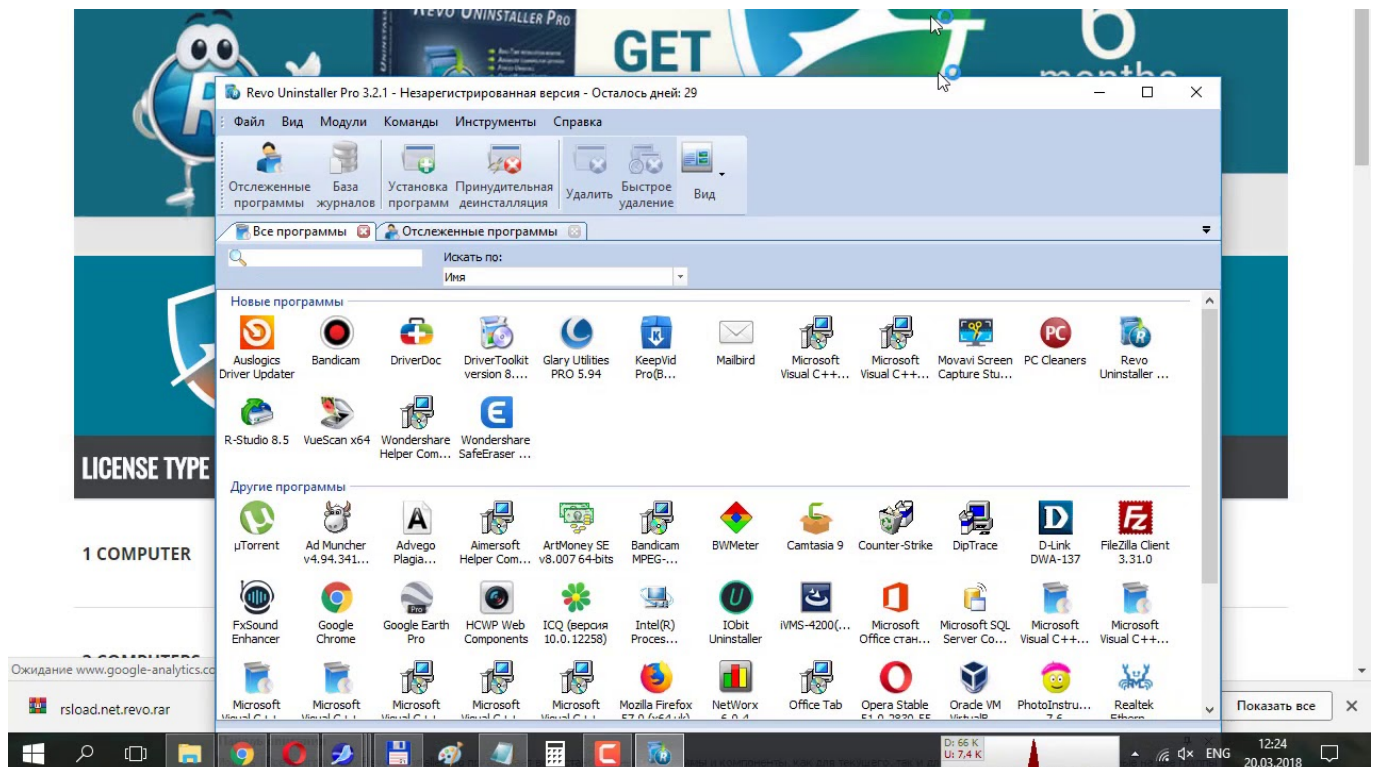 REVO UNINSTALLER PRO
GET
6
months
Revo Uninstaller Pro 3.2.1 - Незарегистрированная версия - Осталось дней: 29
Файл Вид Модули Команды Инструменты Справка
Отслеженные программы
База журналов
Установка программ
Принудительная деинсталляция
Удалить
Быстрое удаление
Вид
Все программы Отслеженные программы
Искать по:
Имя
Новые программы
Auslogics Driver Updater
Bandicam
DriverDoc
DriverToolkit version 8....
Glary Utilities PRO 5.94
KeepVid Pro(B...
Mailbird
Microsoft Visual C++...
Microsoft Visual C++...
Movavi Screen Capture Stu...
PC Cleaners
Revo Uninstaller ...
R-Studio 8.5
VueScan x64
Wondershare Helper Com...
Wondershare SafeEraser ...
LICENSE TYPE
Другие программы
µTorrent
Ad Muncher v4.94.341...
Advego Plagia...
Aimersoft Helper Com...
ArtMoney SE v8.007 64-bits
Bandicam MPEG-...
BWMeter
Camtasia 9
Counter-Strike
DipTrace
D-Link DWA-137
FileZilla Client 3.31.0
1 COMPUTER
FxSound Enhancer
Google Chrome
Google Earth Pro
HCWP Web Components
ICQ (версия 10.0.12258)
Intel(R) Proces...
IObit Uninstaller
iVMS-4200(...
Microsoft Office стан...
Microsoft SQL Server Co...
Microsoft Visual C++...
Microsoft Visual C++...
Ожидание www.google-analytics.co
Microsoft
Microsoft
Microsoft
Microsoft
Microsoft
Mozilla Firefox
NetWorx
Office Tab
Opera Stable
Oracle VM
PhotoInstru...
Realtek
rsload.net.revo.rar
Показать все
D: 66 K
U: 7,4 K
ENG
12:24
20.03.2018